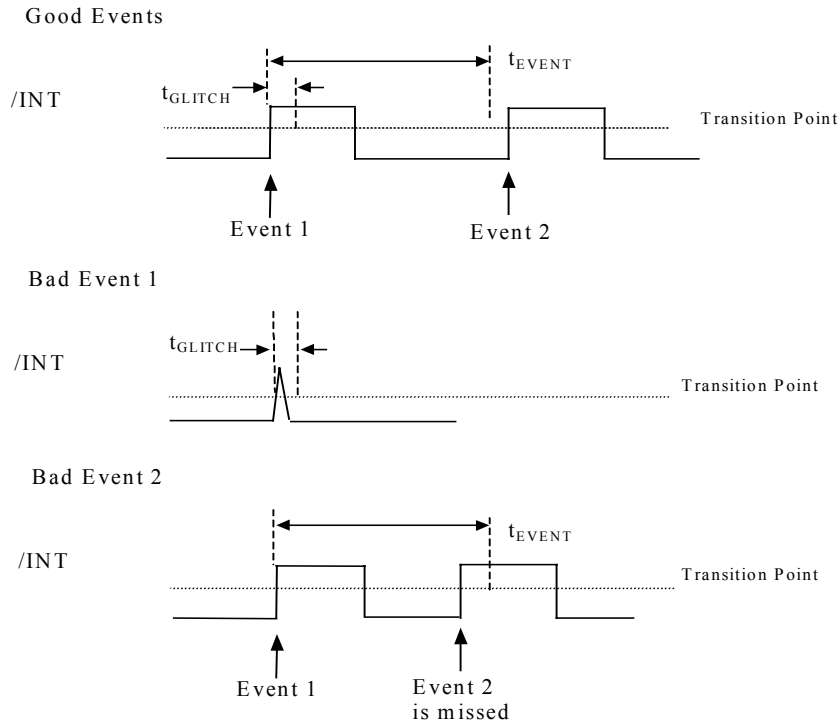 Good Events
tEVENT
tGLITCH
/INT
Transition Point
Event 1
Event 2
Bad Event 1
tGLITCH
/INT
Transition Point
Bad Event 2
tEVENT
/INT
Transition Point
Event 1
Event 2
is missed